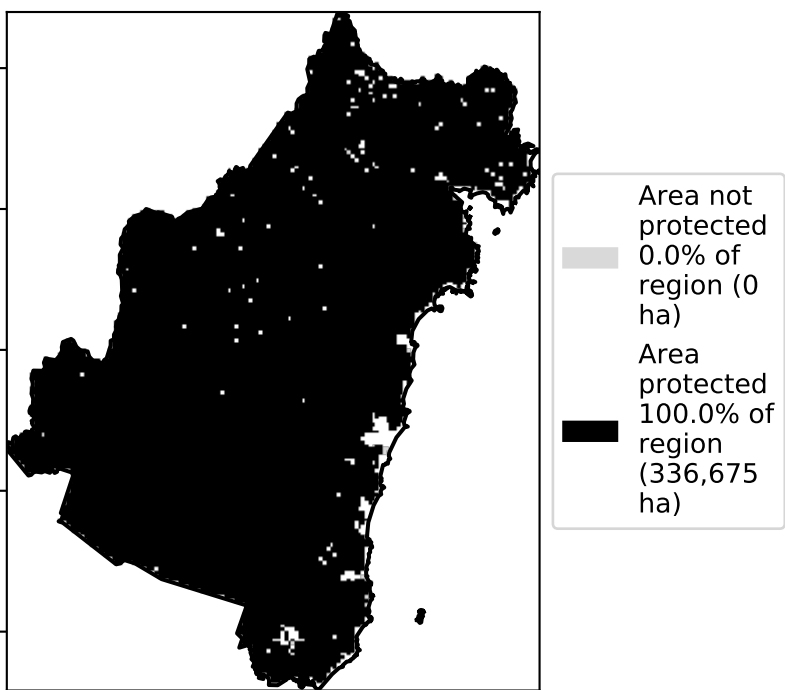 Area not
protected
0.0% of
region (0
ha)
Area
protected
100.0% of
region
(336,675
ha)